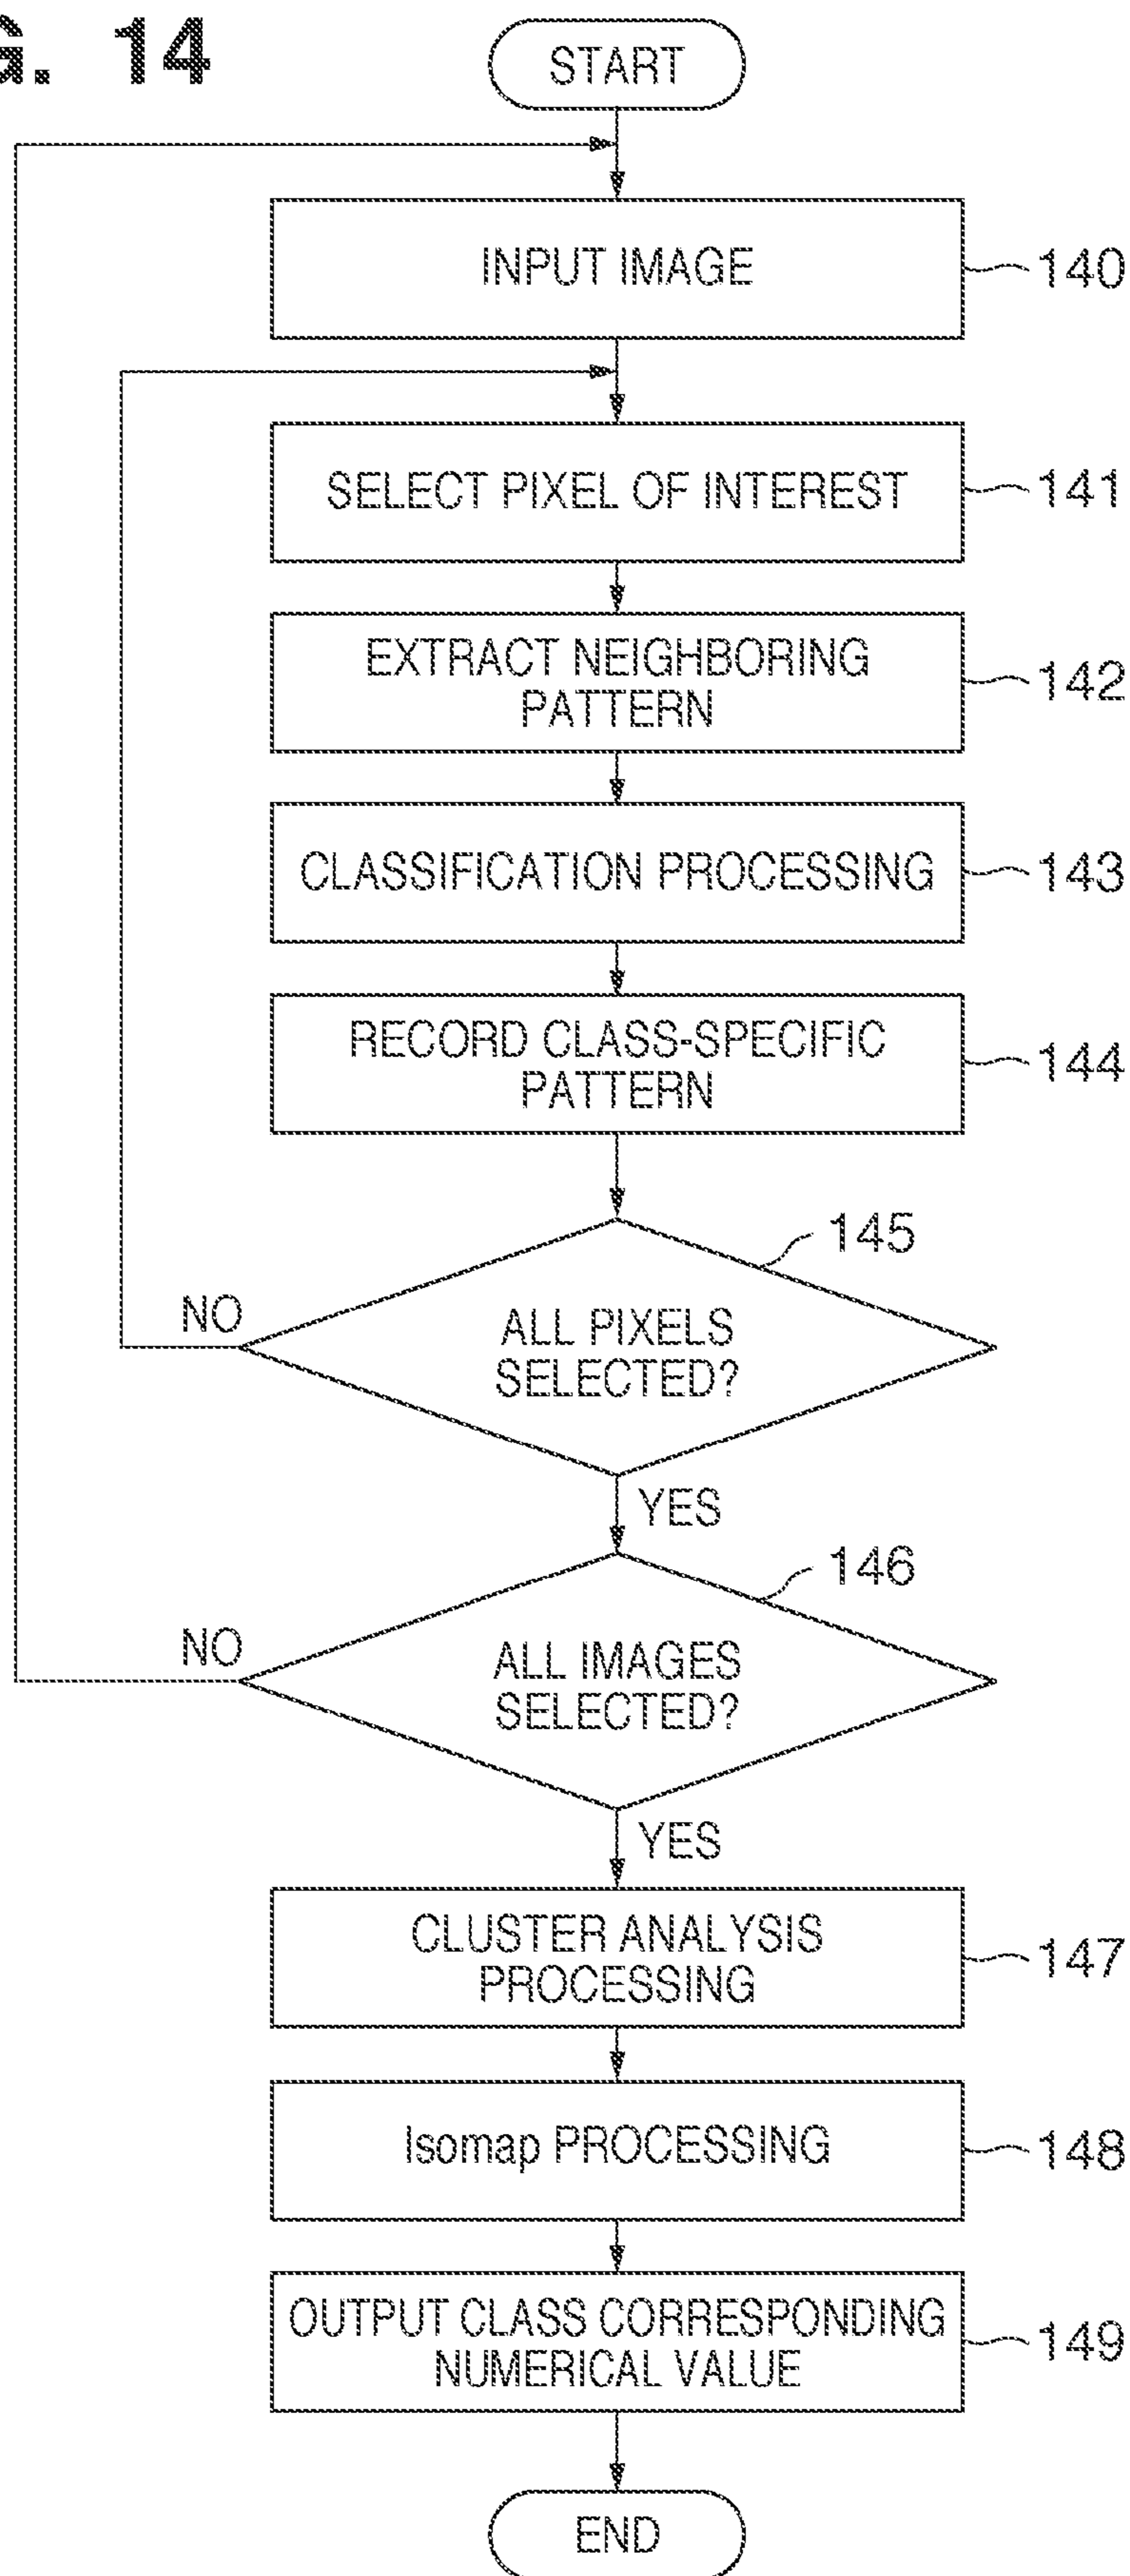 G. 14
START
INPUT IMAGE
140
SELECT PIXEL OF INTEREST
141
EXTRACT NEIGHBORING
PATTERN
142
CLASSIFICATION PROCESSING
143
RECORD CLASS-SPECIFIC
PATTERN
144
145
NO
ALL PIXELS
SELECTED?
YES
146
NO
ALL IMAGES
SELECTED?
YES
CLUSTER ANALYSIS
PROCESSING
147
Isomap PROCESSING
148
OUTPUT CLASS CORRESPONDING
NUMERICAL VALUE
149
END